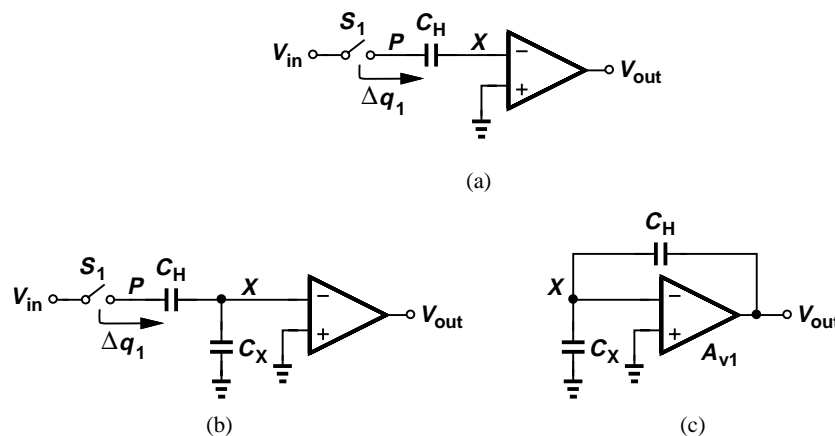 S1
P
CH
X
Vin
Δq1
−
+
Vout
(a)
CH
S1
P
CH
X
Vin
Δq1
CX
−
+
Vout
X
CX
−
+
Av1
Vout
(b)
(c)